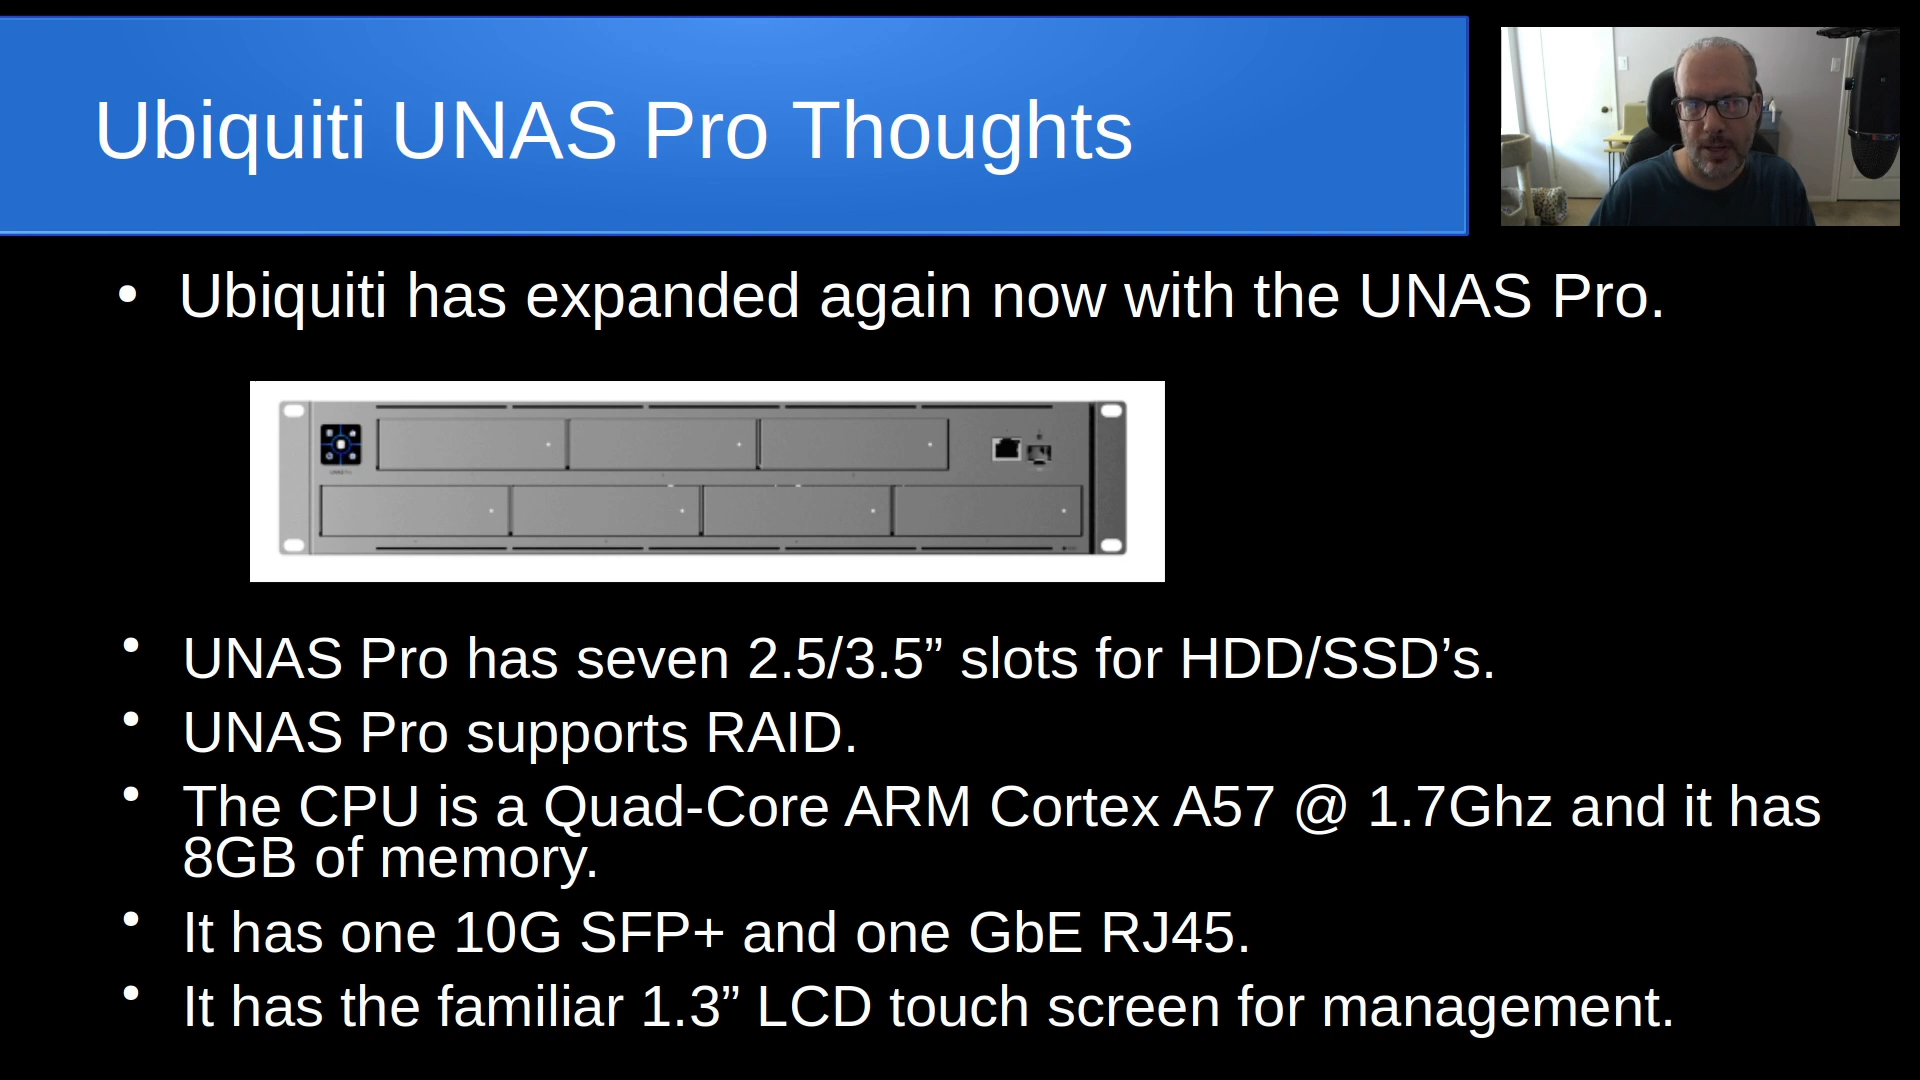 Ubiquiti UNAS Pro Thoughts
• Ubiquiti has expanded again now with the UNAS Pro.
• UNAS Pro has seven 2.5/3.5” slots for HDD/SSD’s.
• UNAS Pro supports RAID.
• The CPU is a Quad-Core ARM Cortex A57 @ 1.7Ghz and it has
8GB of memory.
• It has one 10G SFP+ and one GbE RJ45.
• It has the familiar 1.3” LCD touch screen for management.